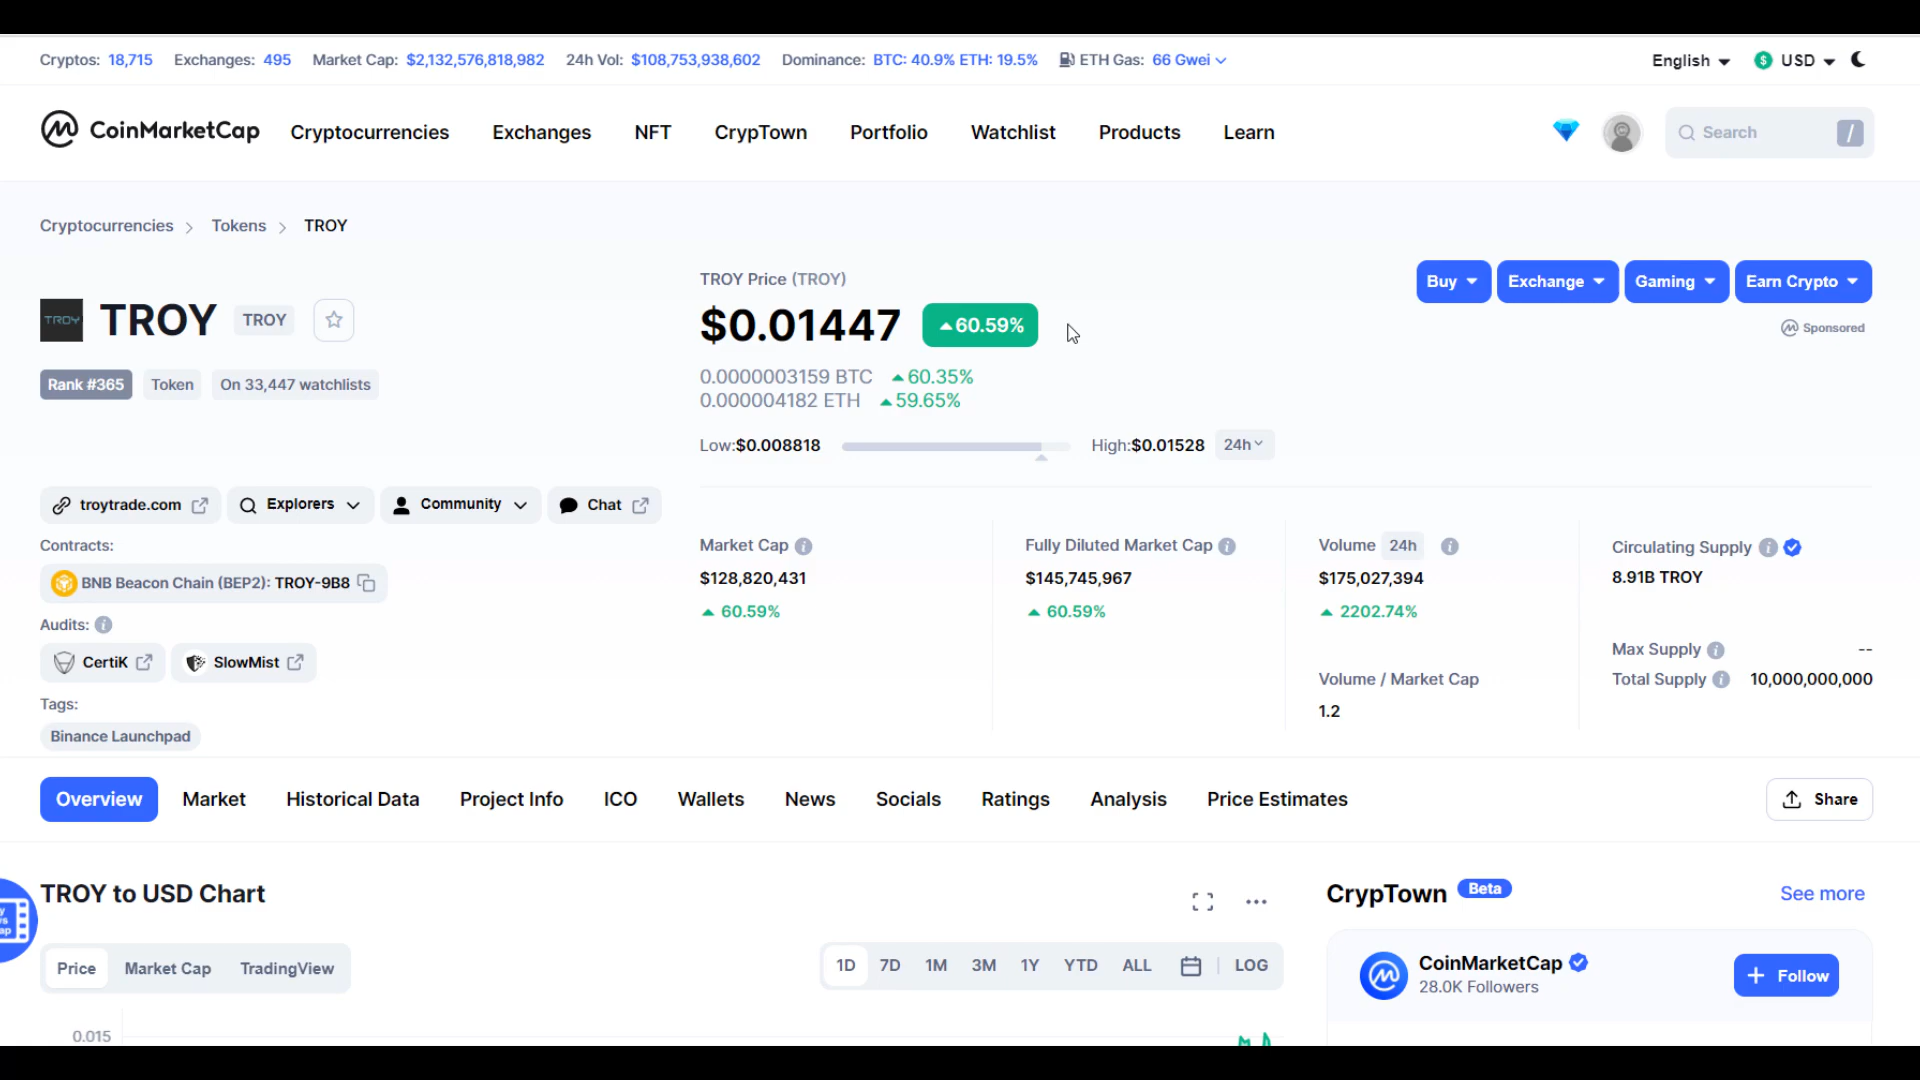 Cryptos: 18,715 Exchanges: 495 Market Cap: $2,132,576,818,982 24h Vol: $108,753,938,602 Dominance: BTC: 40.9% ETH: 19.5% ETH Gas: 66 Gwei English USD
CoinMarketCap Cryptocurrencies Exchanges NFT CrypTown Portfolio Watchlist Products Learn Search /
Cryptocurrencies > Tokens > TROY
TROY Price (TROY)
Buy Exchange Gaming Earn Crypto
TROY TROY TROY
$0.01447 60.59%
Sponsored
Rank #365 Token On 33,447 watchlists
0.0000003159 BTC 60.35%
0.000004182 ETH 59.65%
Low:$0.008818 High:$0.01528 24h
troytrade.com Explorers Community Chat
Contracts:
BNB Beacon Chain (BEP2): TROY-9B8
Audits:
CertiK SlowMist
Tags:
Binance Launchpad
Market Cap
$128,820,431
60.59%
Fully Diluted Market Cap
$145,745,967
60.59%
Volume 24h
$175,027,394
2202.74%
Volume / Market Cap
1.2
Circulating Supply
8.91B TROY
Max Supply --
Total Supply 10,000,000,000
Overview Market Historical Data Project Info ICO Wallets News Socials Ratings Analysis Price Estimates Share
TROY to USD Chart
Price Market Cap TradingView
1D 7D 1M 3M 1Y YTD ALL LOG
0.015
CrypTown Beta See more
CoinMarketCap
28.0K Followers
+ Follow